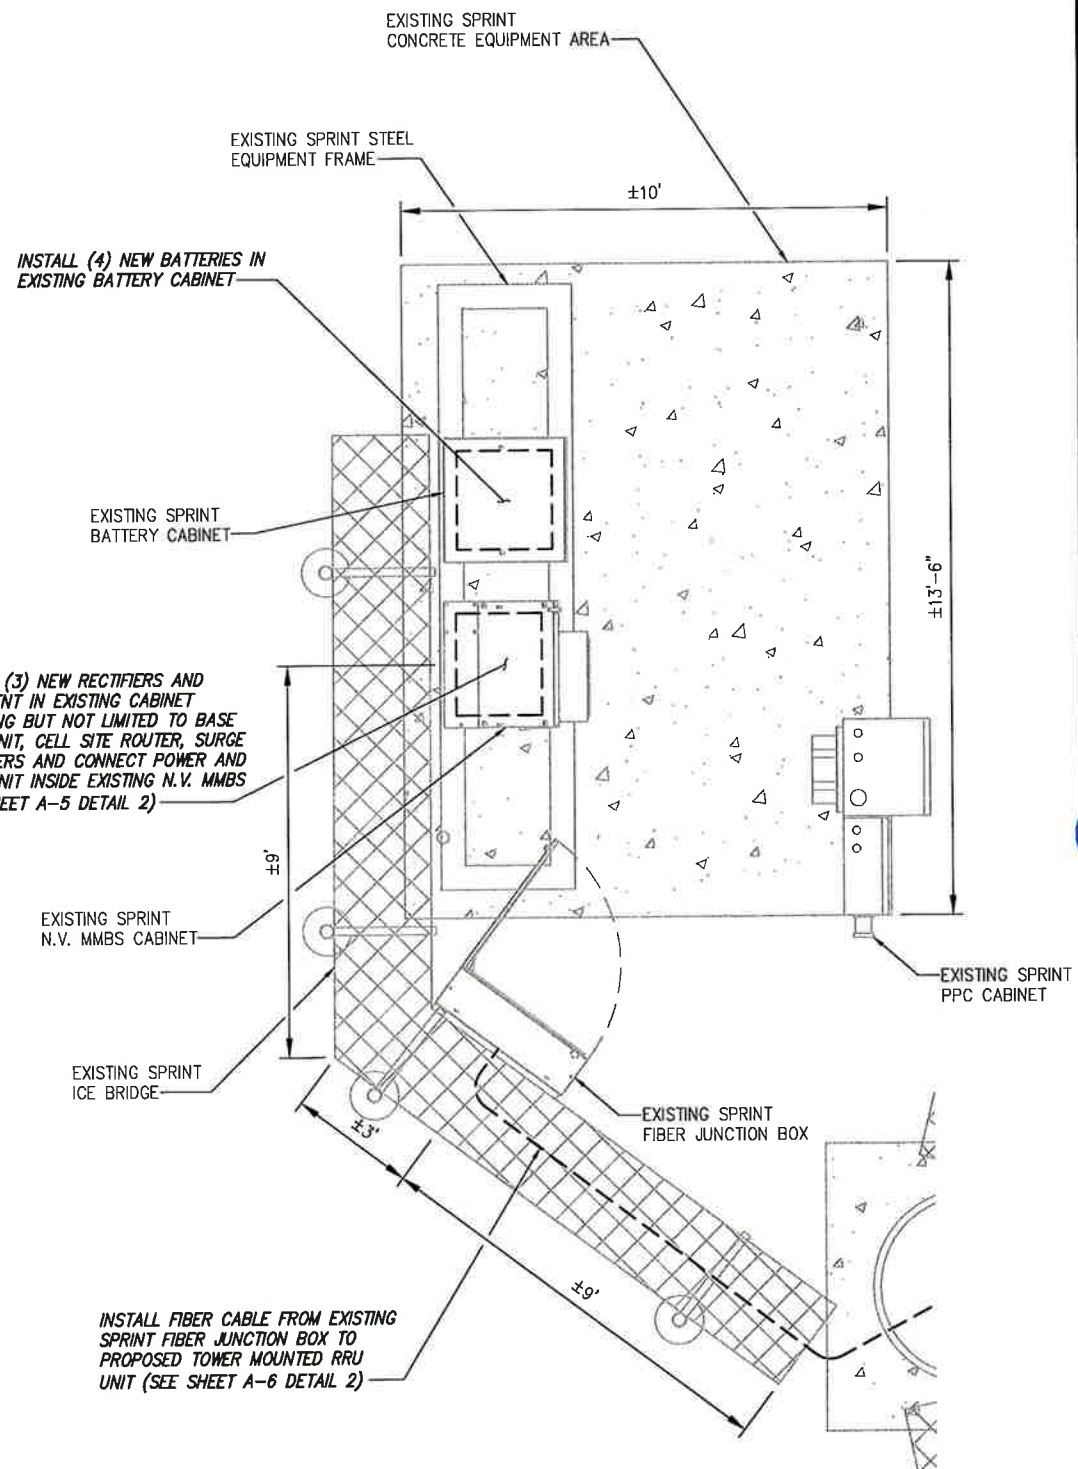 EXISTING SPRINT
CONCRETE EQUIPMENT AREA
EXISTING SPRINT STEEL
EQUIPMENT FRAME
±10'
INSTALL (4) NEW BATTERIES IN
EXISTING BATTERY CABINET
EXISTING SPRINT
BATTERY CABINET
±13'-6"
(3) NEW RECTIFIERS AND
ENT IN EXISTING CABINET
NG BUT NOT LIMITED TO BASE
NIT, CELL SITE ROUTER, SURGE
ERS AND CONNECT POWER AND
NIT INSIDE EXISTING N.V. MMBS
EET A-5 DETAIL 2)
±9'
EXISTING SPRINT
N.V. MMBS CABINET
EXISTING SPRINT
PPC CABINET
EXISTING SPRINT
ICE BRIDGE
±3'
EXISTING SPRINT
FIBER JUNCTION BOX
±9'
INSTALL FIBER CABLE FROM EXISTING
SPRINT FIBER JUNCTION BOX TO
PROPOSED TOWER MOUNTED RRU
UNIT (SEE SHEET A-6 DETAIL 2)